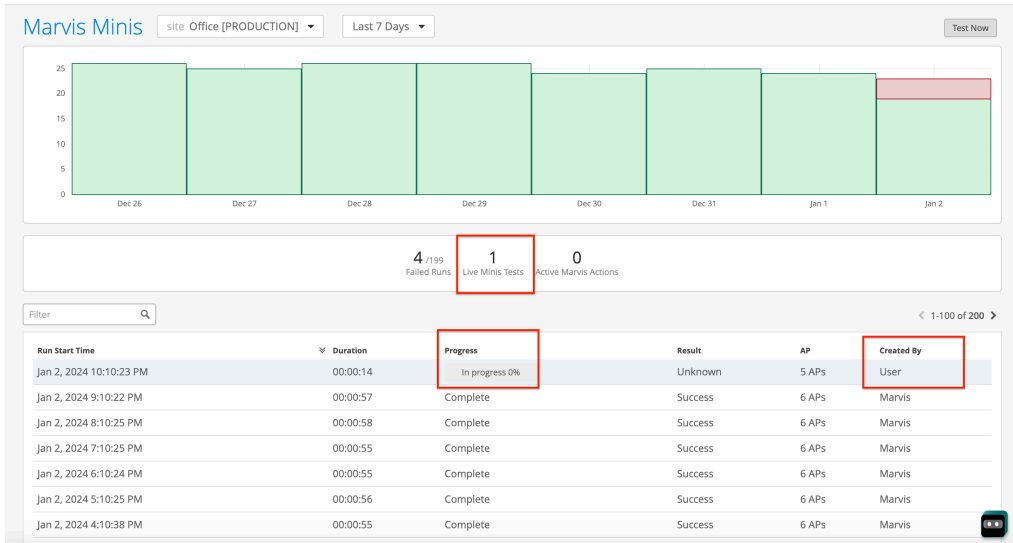 Marvis Minis site Office [PRODUCTION] Last 7 Days Test Now
25
20
15
10
5
0
Dec 26 Dec 27 Dec 28 Dec 29 Dec 30 Dec 31 Jan 1 Jan 2
4 /199 1 0
Failed Runs Live Minis Tests Active Marvis Actions
Filter 1-100 of 200
Run Start Time Duration Progress Result AP Created By
Jan 2, 2024 10:10:23 PM 00:00:14 In progress 0% Unknown 5 APs User
Jan 2, 2024 9:10:22 PM 00:00:57 Complete Success 6 APs Marvis
Jan 2, 2024 8:10:25 PM 00:00:58 Complete Success 6 APs Marvis
Jan 2, 2024 7:10:25 PM 00:00:55 Complete Success 6 APs Marvis
Jan 2, 2024 6:10:24 PM 00:00:55 Complete Success 6 APs Marvis
Jan 2, 2024 5:10:25 PM 00:00:56 Complete Success 6 APs Marvis
Jan 2, 2024 4:10:38 PM 00:00:55 Complete Success 6 APs Marvis